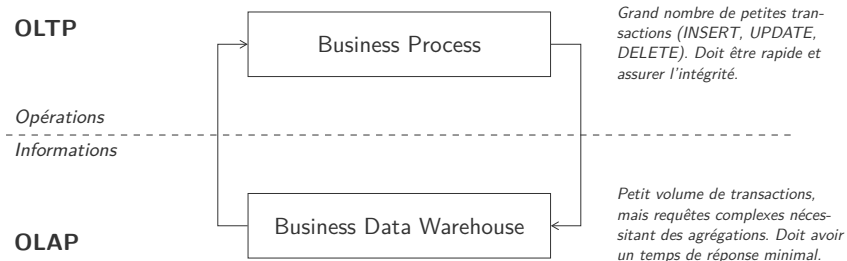 OLTP
Business Process
Grand nombre de petites tran-
sactions (INSERT, UPDATE,
DELETE). Doit être rapide et
assurer l'intégrité.
Opérations
Informations
OLAP
Business Data Warehouse
Petit volume de transactions,
mais requêtes complexes néces-
sitant des agrégations. Doit avoir
un temps de réponse minimal.